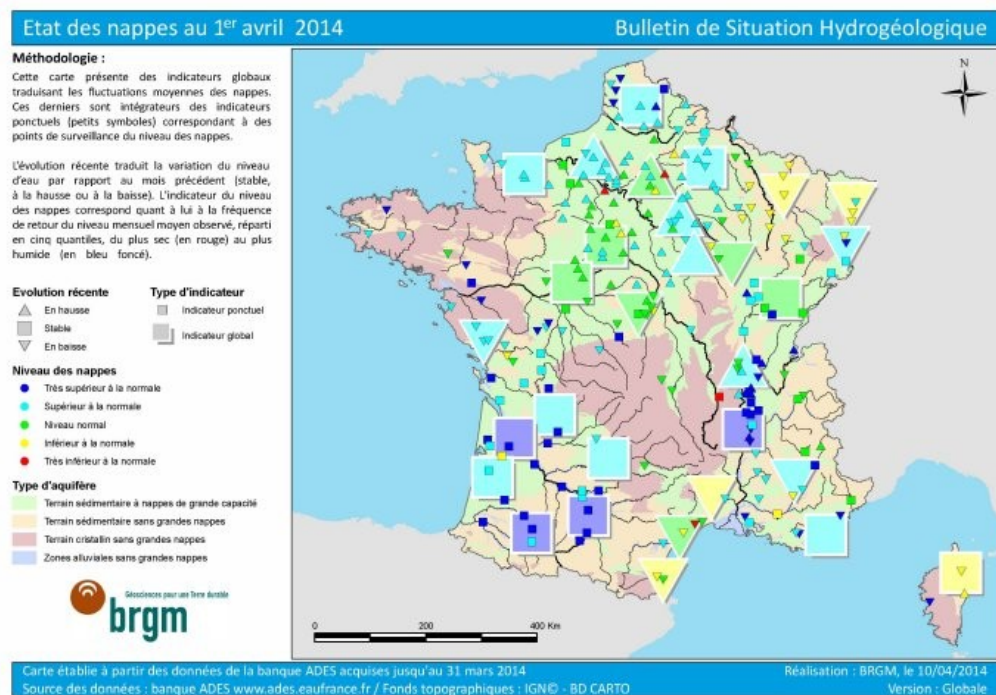 Etat des nappes au 1er avril 2014
Bulletin de Situation Hydrogéologique
Méthodologie :
Cette carte présente des indicateurs globaux
traduisant les fluctuations moyennes des nappes.
Ces derniers sont intégrateurs des indicateurs
ponctuels (petits symboles) correspondant à des
points de surveillance du niveau des nappes.
L'évolution récente traduit la variation du niveau
d'eau par rapport au mois précédent (stable,
à la hausse ou à la baisse). L'indicateur du niveau
des nappes correspond quant à lui à la fréquence
de retour du niveau mensuel moyen observé, réparti
en cinq quantiles, du plus sec (en rouge) au plus
humide (en bleu foncé).
Evolution récente
En hausse
Stable
En baisse
Type d'indicateur
Indicateur ponctuel
Indicateur global
Niveau des nappes
Très supérieur à la normale
Supérieur à la normale
Niveau normal
Inférieur à la normale
Très inférieur à la normale
Type d'aquifère
Terrain sédimentaire à nappes de grande capacité
Terrain sédimentaire sans grandes nappes
Terrain cristallin sans grandes nappes
Zones alluviales sans grandes nappes
Géosciences pour une Terre durable
brgm
N
0 200 400 Km
Carte établie à partir des données de la banque ADES acquises jusqu'au 31 mars 2014
Réalisation : BRGM, le 10/04/2014
Source des données : banque ADES www.ades.eaufrance.fr / Fonds topographiques : IGN© - BD CARTO
Version : Globale